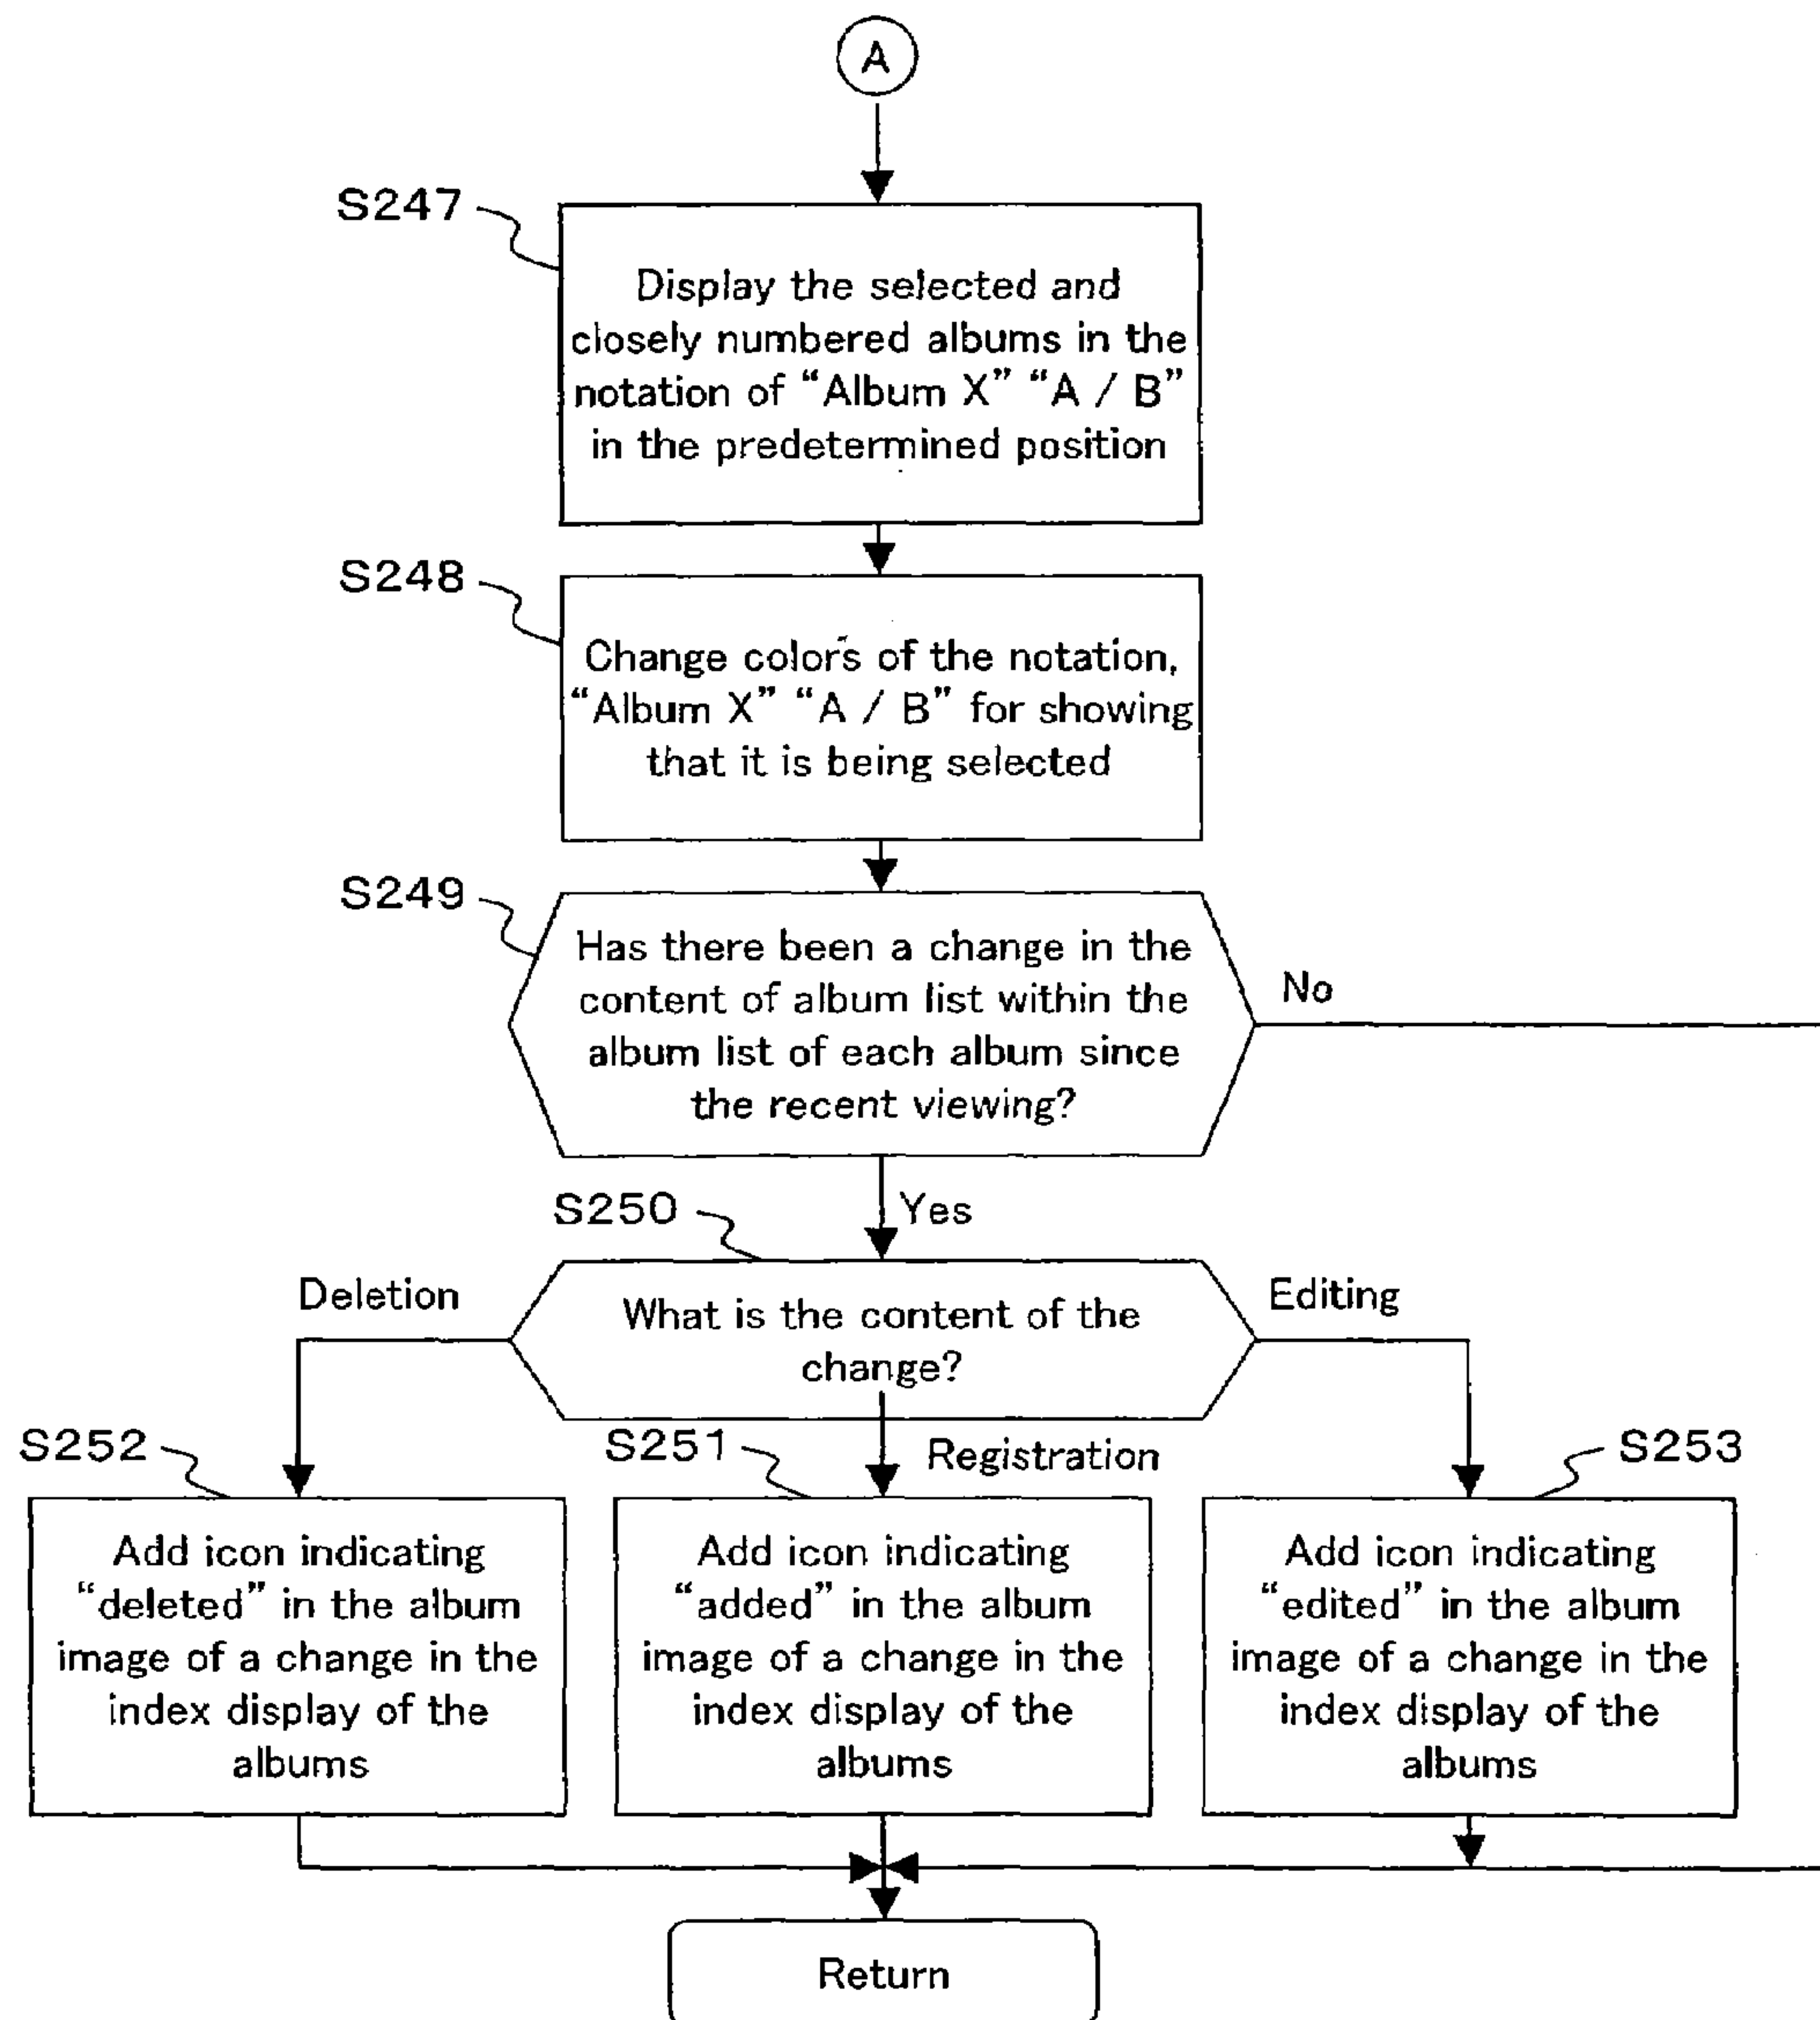 A
S247
Display the selected and
closely numbered albums in the
notation of “Album X” “A / B”
in the predetermined position
S248
Change colors of the notation,
“Album X” “A / B” for showing
that it is being selected
S249
Has there been a change in the
content of album list within the
album list of each album since
the recent viewing?
No
Yes
S250
What is the content of the
change?
Deletion
Editing
Registration
S252
Add icon indicating
“deleted” in the album
image of a change in the
index display of the
albums
S251
Add icon indicating
“added” in the album
image of a change in the
index display of the
albums
S253
Add icon indicating
“edited” in the album
image of a change in the
index display of the
albums
Return